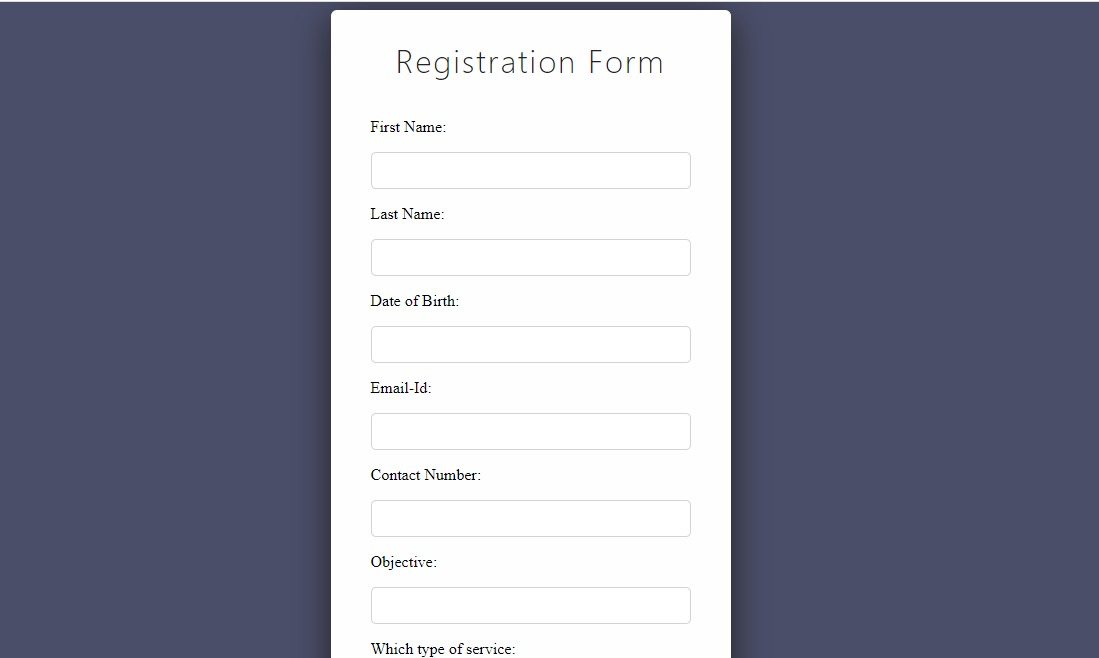 Registration Form
First Name:
Last Name:
Date of Birth:
Email-Id:
Contact Number:
Objective:
Which type of service: